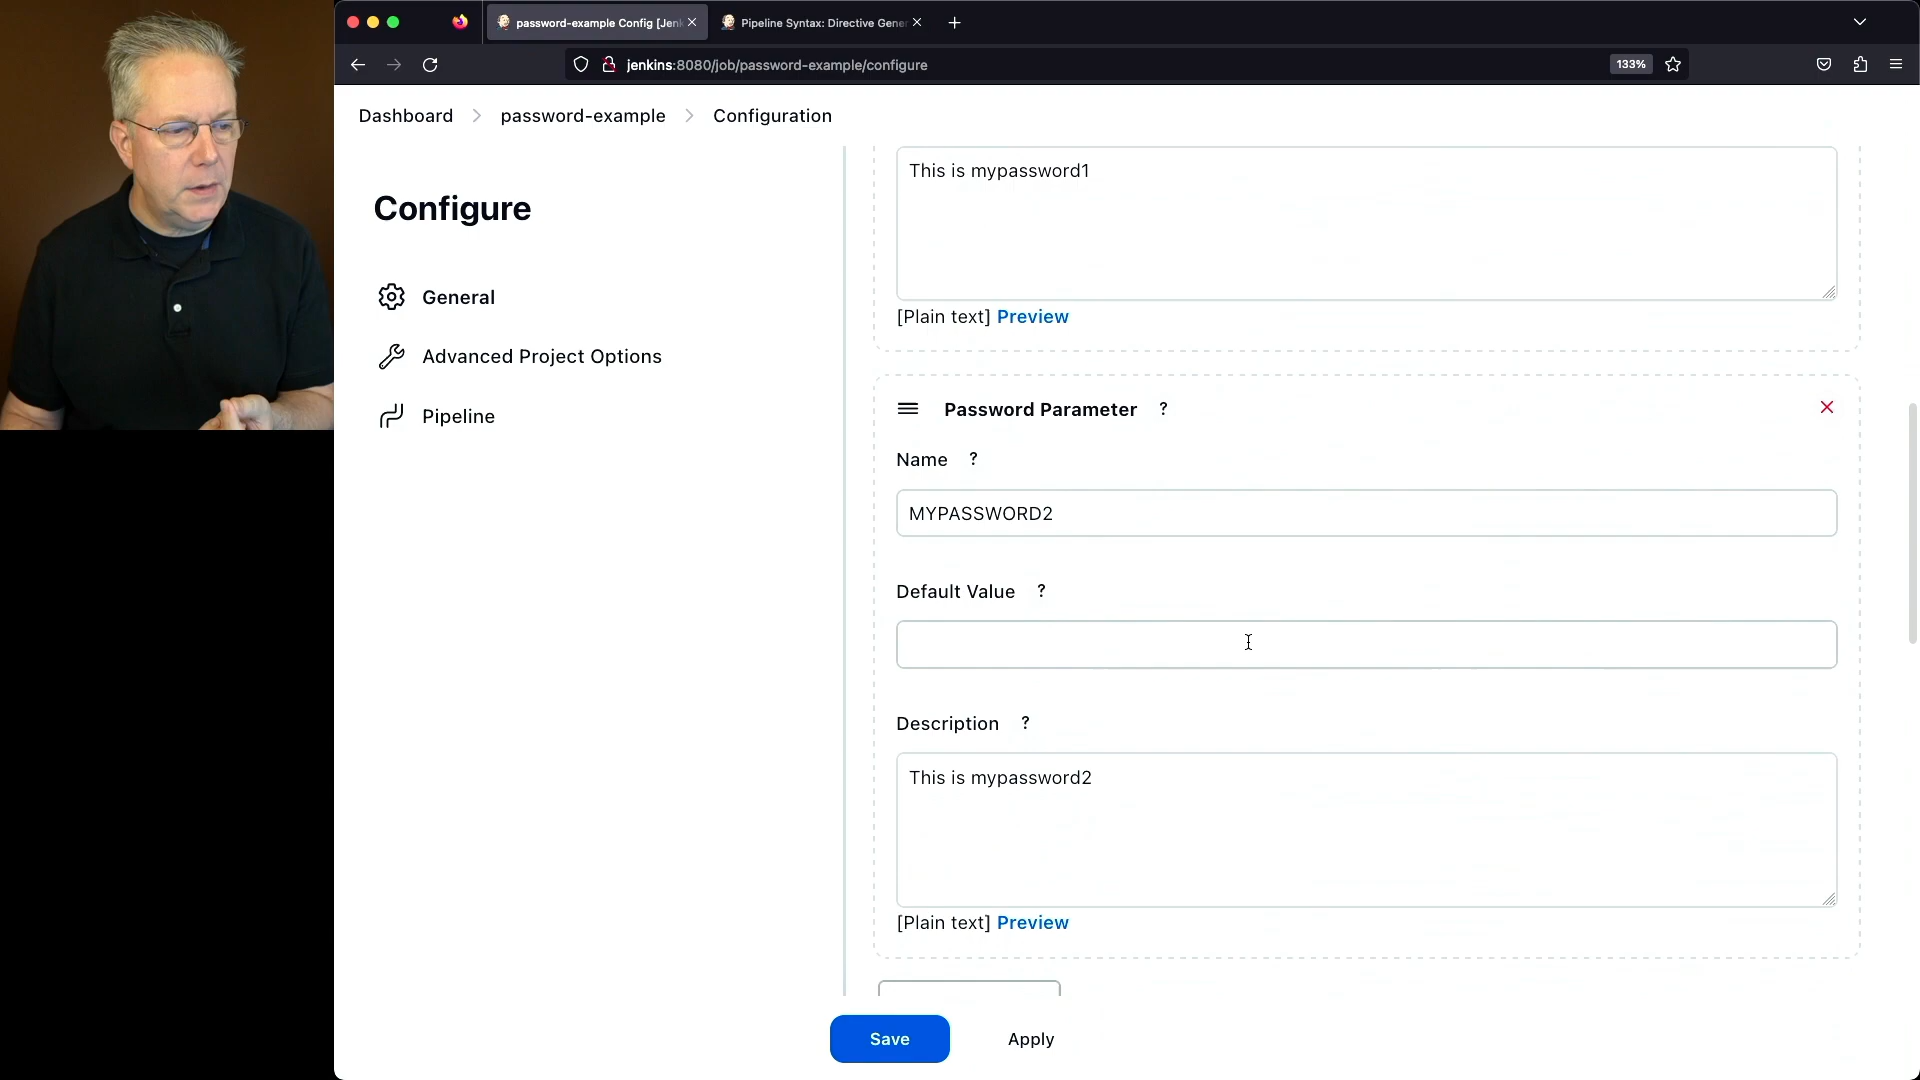 password-example Config [Jenk
Pipeline Syntax: Directive Gener
jenkins:8080/job/password-example/configure
133%
Dashboard
password-example
Configuration
Configure
General
Advanced Project Options
Pipeline
This is mypassword1
[Plain text] Preview
Password Parameter ?
Name ?
MYPASSWORD2
Default Value ?
Description ?
This is mypassword2
[Plain text] Preview
Save
Apply